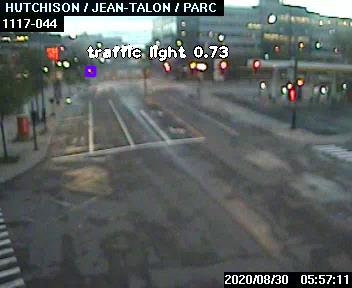 HUTCHISON / JEAN-TALON / PARC
1117-044
traffic light 0.73
2020/08/30 05:57:11